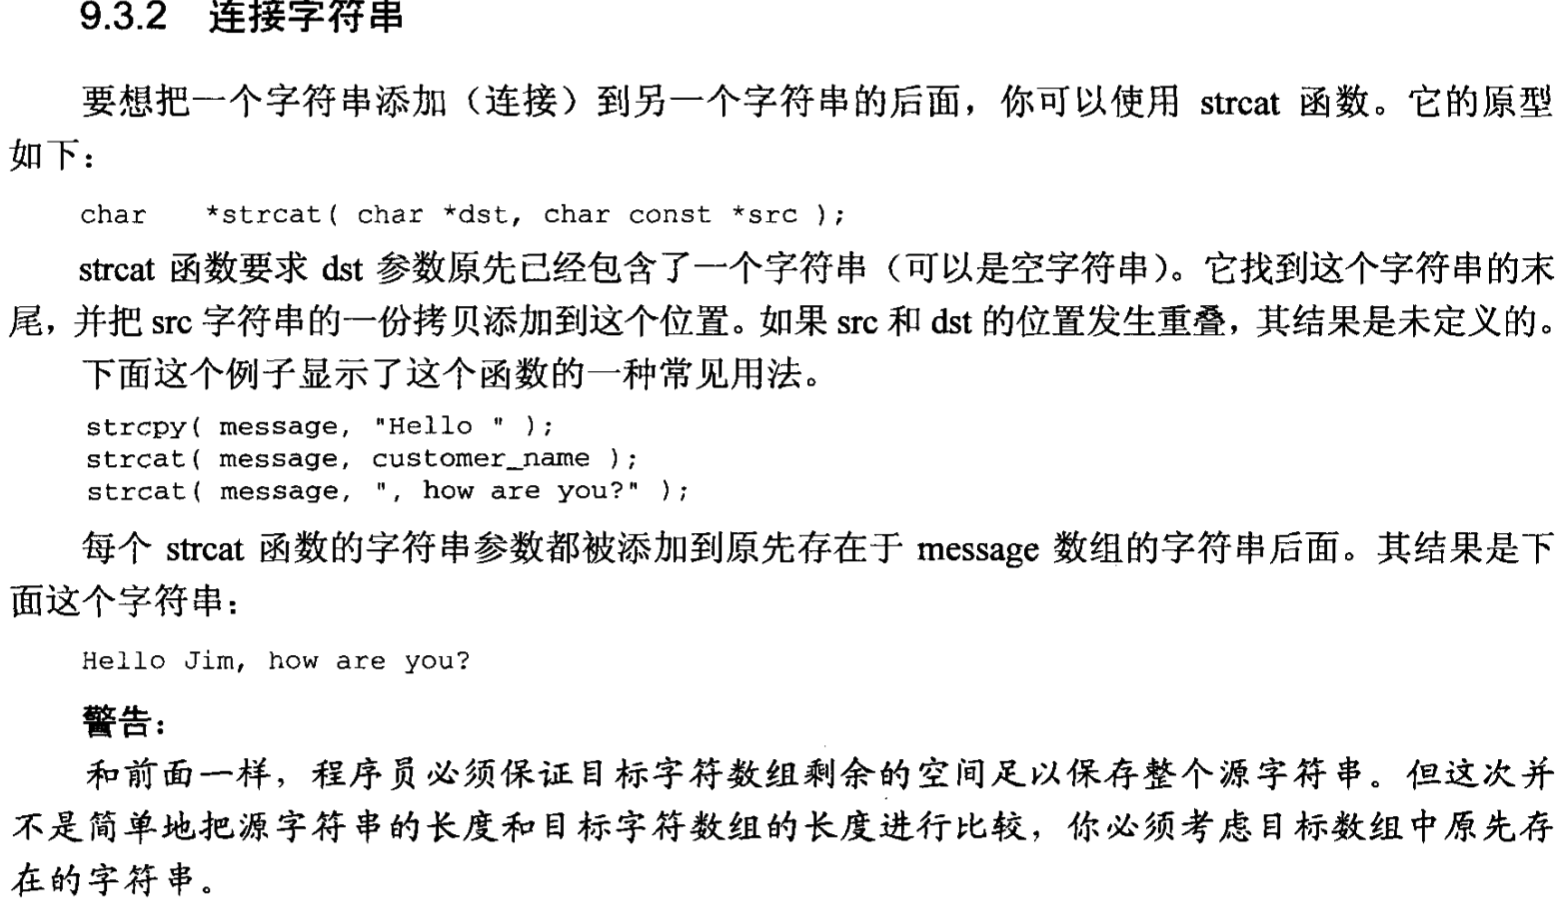 9.3.2 连接字符串
要想把一个字符串添加（连接）到另一个字符串的后面，你可以使用 strcat 函数。它的原型
如下：
char    *strcat( char *dst, char const *src );
strcat 函数要求 dst 参数原先已经包含了一个字符串（可以是空字符串）。它找到这个字符串的末
尾，并把 src 字符串的一份拷贝添加到这个位置。如果 src 和 dst 的位置发生重叠，其结果是未定义的。
下面这个例子显示了这个函数的一种常见用法。
strcpy( message, "Hello " );
strcat( message, customer_name );
strcat( message, ", how are you?" );
每个 strcat 函数的字符串参数都被添加到原先存在于 message 数组的字符串后面。其结果是下
面这个字符串：
Hello Jim, how are you?
警告：
和前面一样，程序员必须保证目标字符数组剩余的空间足以保存整个源字符串。但这次并
不是简单地把源字符串的长度和目标字符数组的长度进行比较，你必须考虑目标数组中原先存
在的字符串。